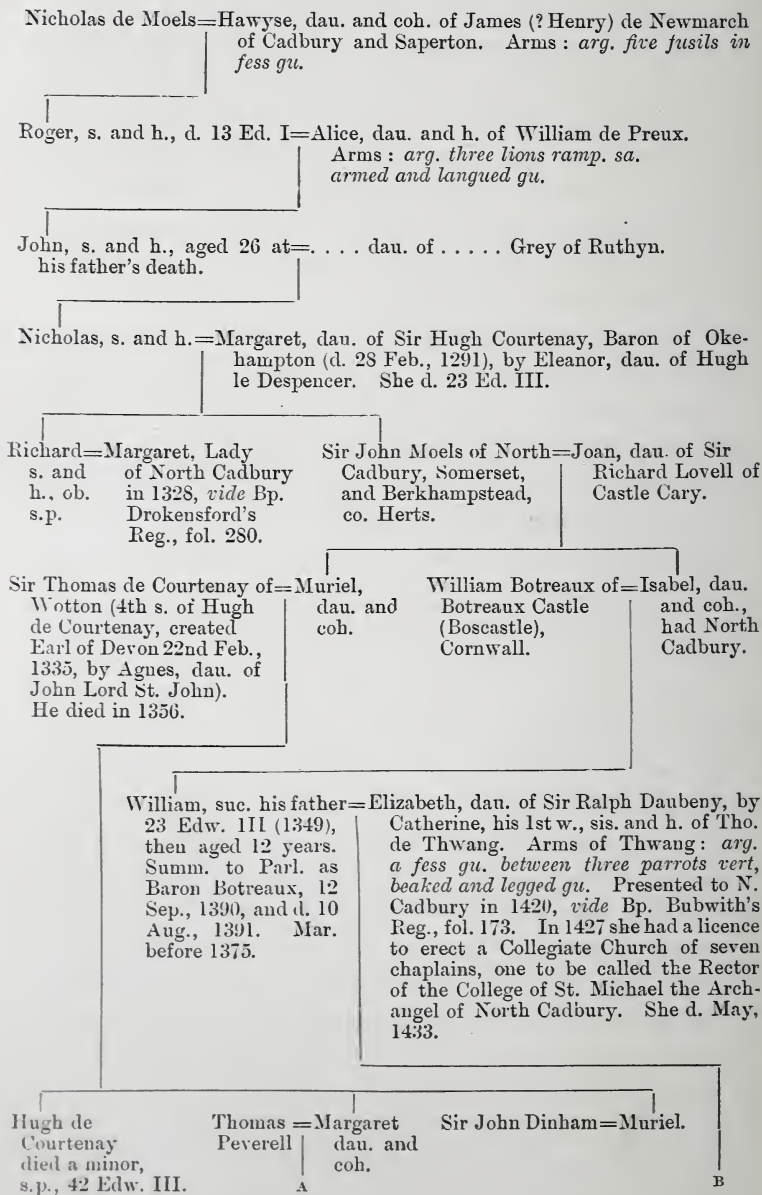 Nicholas de Moels=Hawyse, dau. and coh. of James (? Henry) de Newmarch
of Cadbury and Saperton. Arms : arg. five fusils in
fess gu.
Roger, s. and h., d. 13 Ed. I=Alice, dau. and h. of William de Preux.
Arms : arg. three lions ramp. sa.
armed and langued gu.
John, s. and h., aged 26 at=. . . . dau. of . . . . . Grey of Ruthyn.
his father's death.
Nicholas, s. and h.=Margaret, dau. of Sir Hugh Courtenay, Baron of Oke-
hampton (d. 28 Feb., 1291), by Eleanor, dau. of Hugh
le Despencer. She d. 23 Ed. III.
Richard=Margaret, Lady
s. and of North Cadbury
h., ob. in 1328, vide Bp.
s.p. Drokensford's
Reg., fol. 280.
Sir John Moels of North=Joan, dau. of Sir
Cadbury, Somerset, Richard Lovell of
and Berkhampstead, Castle Cary.
co. Herts.
Sir Thomas de Courtenay of=Muriel,
Wotton (4th s. of Hugh dau. and
de Courtenay, created coh.
Earl of Devon 22nd Feb.,
1335, by Agnes, dau. of
John Lord St. John).
He died in 1356.
William Botreaux of=Isabel, dau.
Botreaux Castle and coh.,
(Boscastle), had North
Cornwall. Cadbury.
William, suc. his father=Elizabeth, dau. of Sir Ralph Daubeny, by
23 Edw. III (1349), Catherine, his 1st w., sis. and h. of Tho.
then aged 12 years. de Thwang. Arms of Thwang : arg.
Summ. to Parl. as a fess gu. between three parrots vert,
Baron Botreaux, 12 beaked and legged gu. Presented to N.
Sep., 1390, and d. 10 Cadbury in 1420, vide Bp. Bubwith's
Aug., 1391. Mar. Reg., fol. 173. In 1427 she had a licence
before 1375. to erect a Collegiate Church of seven
chaplains, one to be called the Rector
of the College of St. Michael the Arch-
angel of North Cadbury. She d. May,
1433.
Hugh de
Courtenay
died a minor,
s.p., 42 Edw. III.
Thomas =Margaret
Peverell dau. and
coh.
A
Sir John Dinham=Muriel.
B